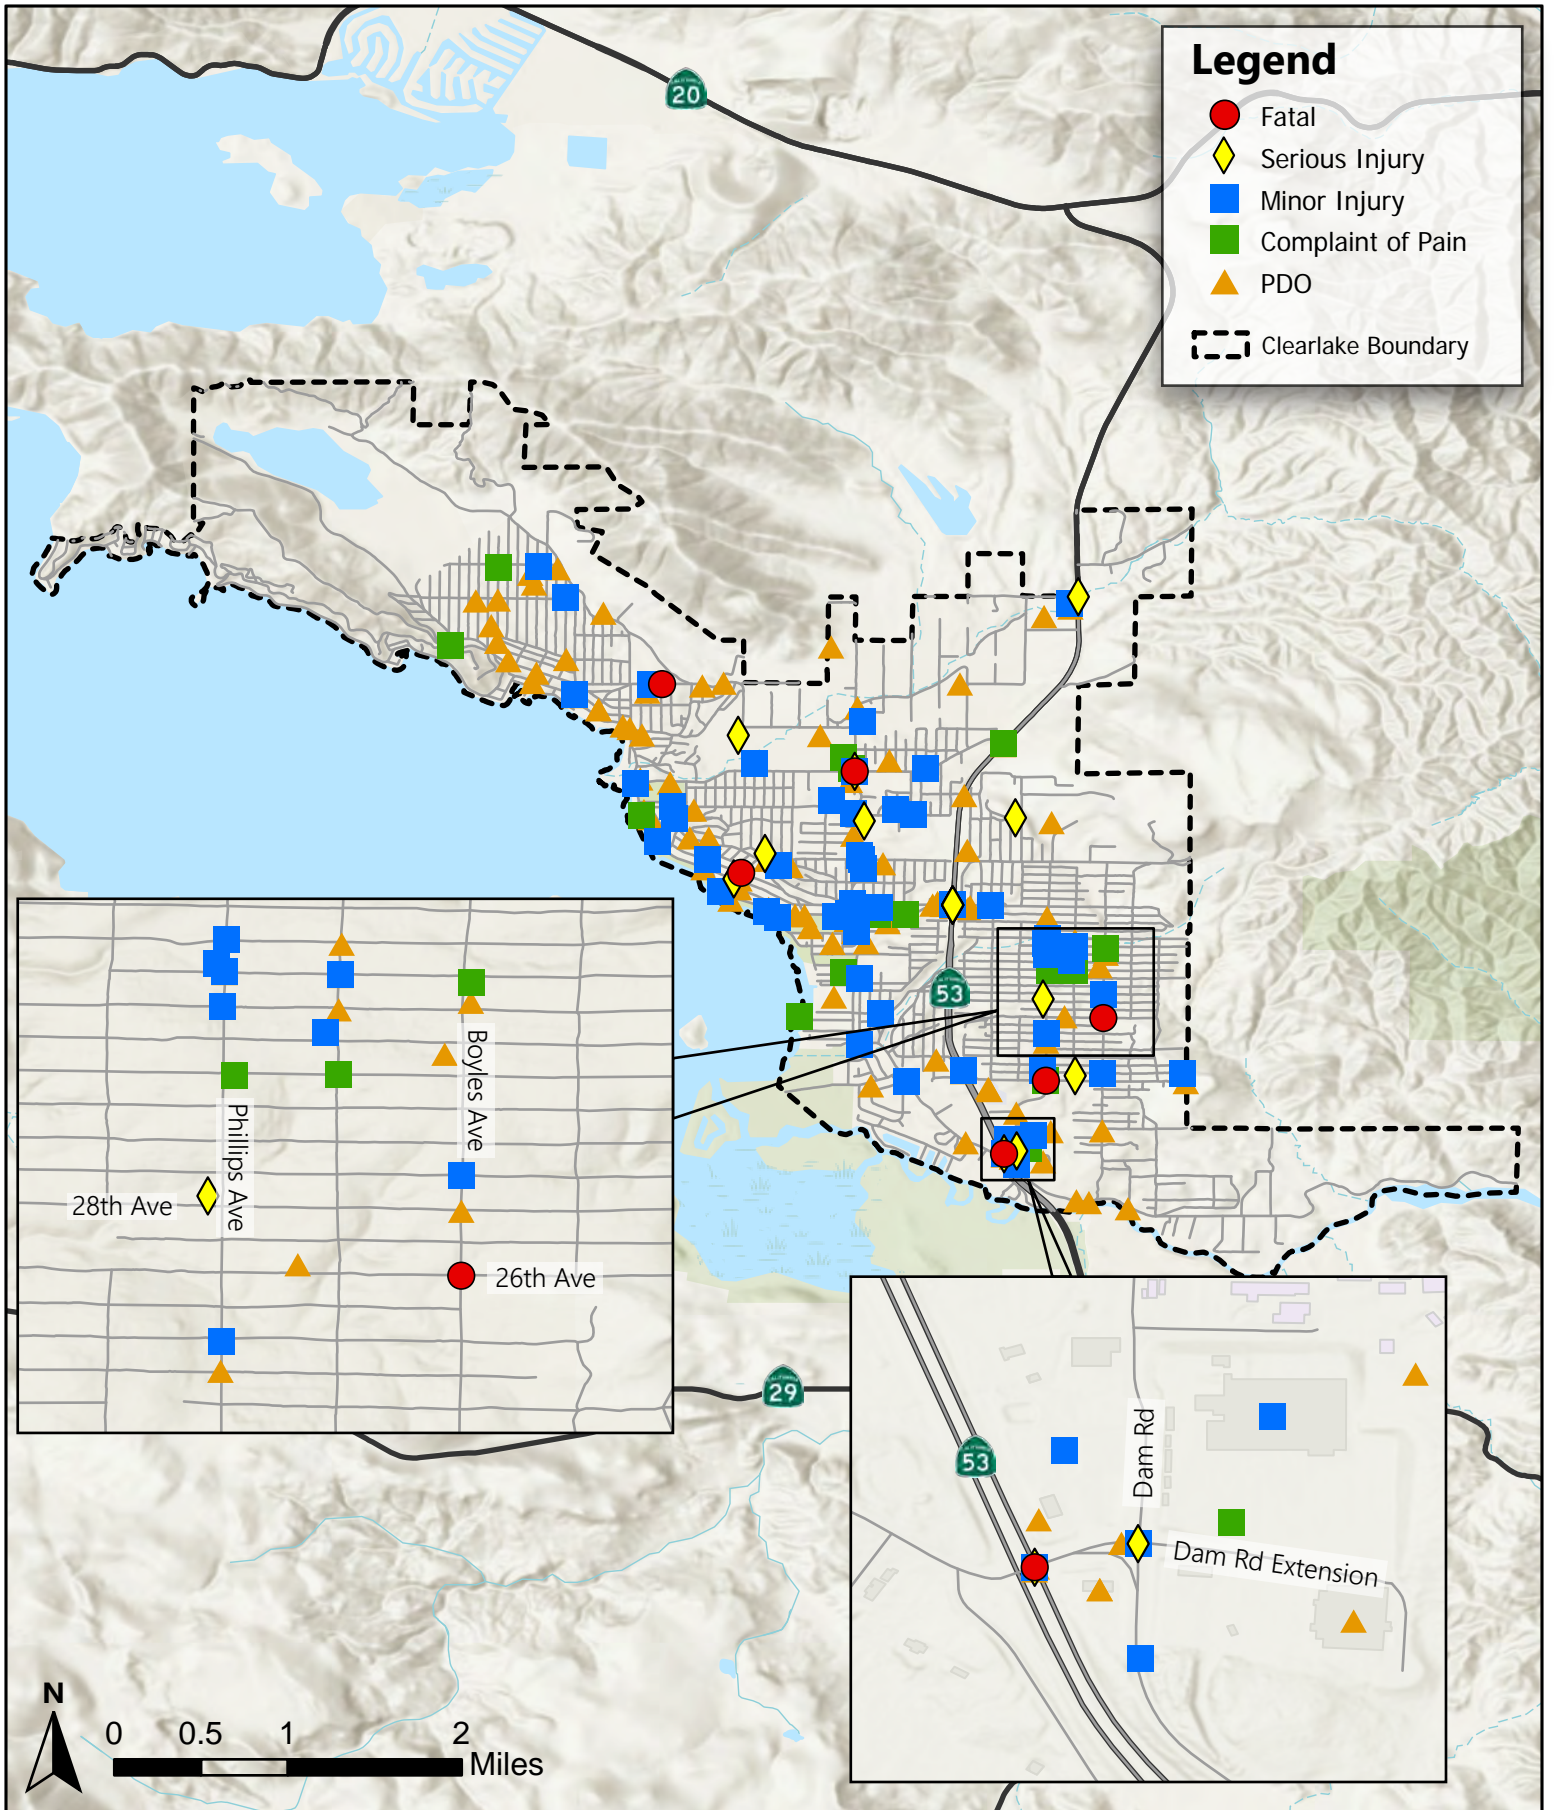 20
Legend
Fatal
Serious Injury
Minor Injury
Complaint of Pain
PDO
Clearlake Boundary
53
Boyles Ave
Phillips Ave
28th Ave
26th Ave
29
53
Dam Rd
Dam Rd Extension
N
0 0.5 1 2
Miles